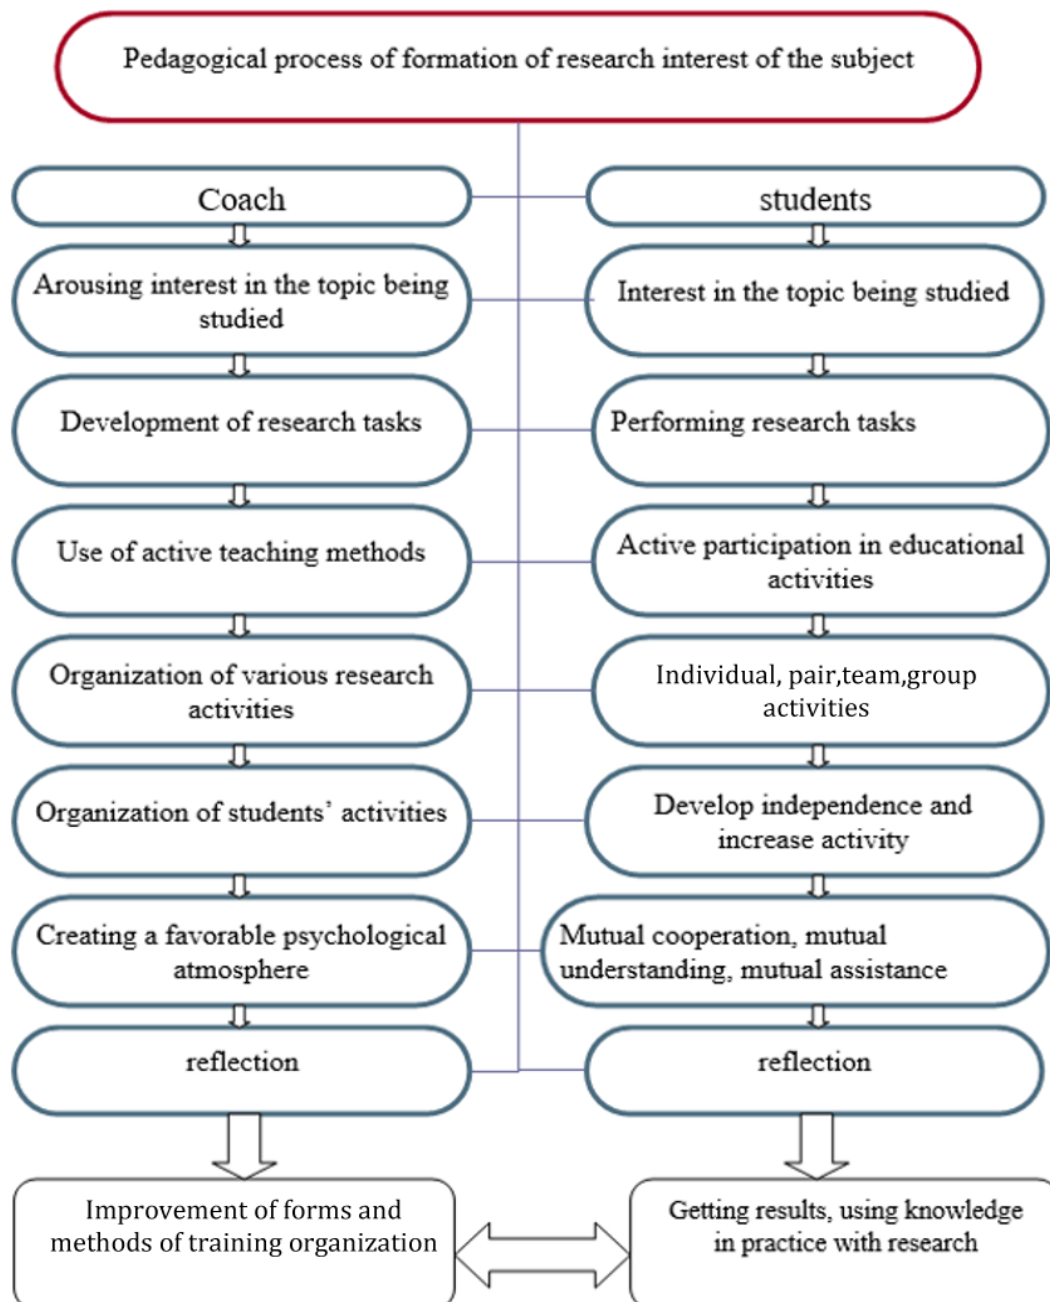 Pedagogical process of formation of research interest of the subject
Coach
students
Arousing interest in the topic being
studied
Interest in the topic being studied
Development of research tasks
Performing research tasks
Use of active teaching methods
Active participation in educational
activities
Organization of various research
activities
Individual, pair,team,group
activities
Organization of students’ activities
Develop independence and
increase activity
Creating a favorable psychological
atmosphere
Mutual cooperation, mutual
understanding, mutual assistance
reflection
reflection
Improvement of forms and
methods of training organization
Getting results, using knowledge
in practice with research